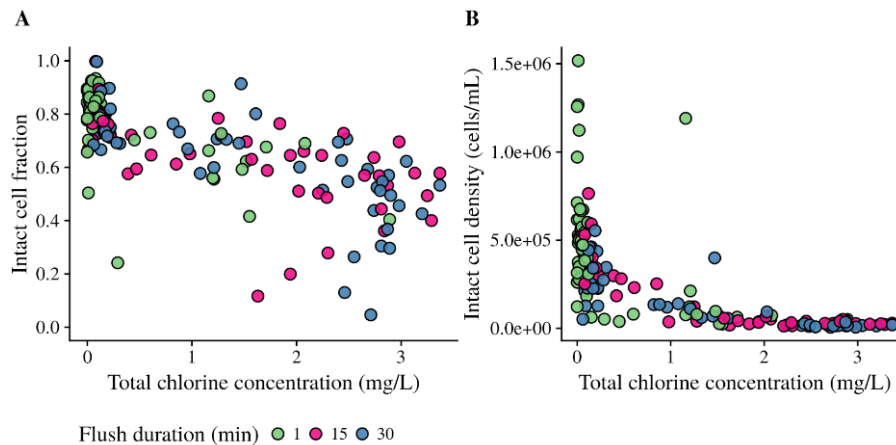 A
B
Intact cell fraction
1.0
0.8
0.6
0.4
0.2
0.0
0
1
2
3
Total chlorine concentration (mg/L)
Intact cell density (cells/mL)
1.5e+06
1.0e+06
5.0e+05
0.0e+00
0
1
2
3
Total chlorine concentration (mg/L)
Flush duration (min) 1 15 30